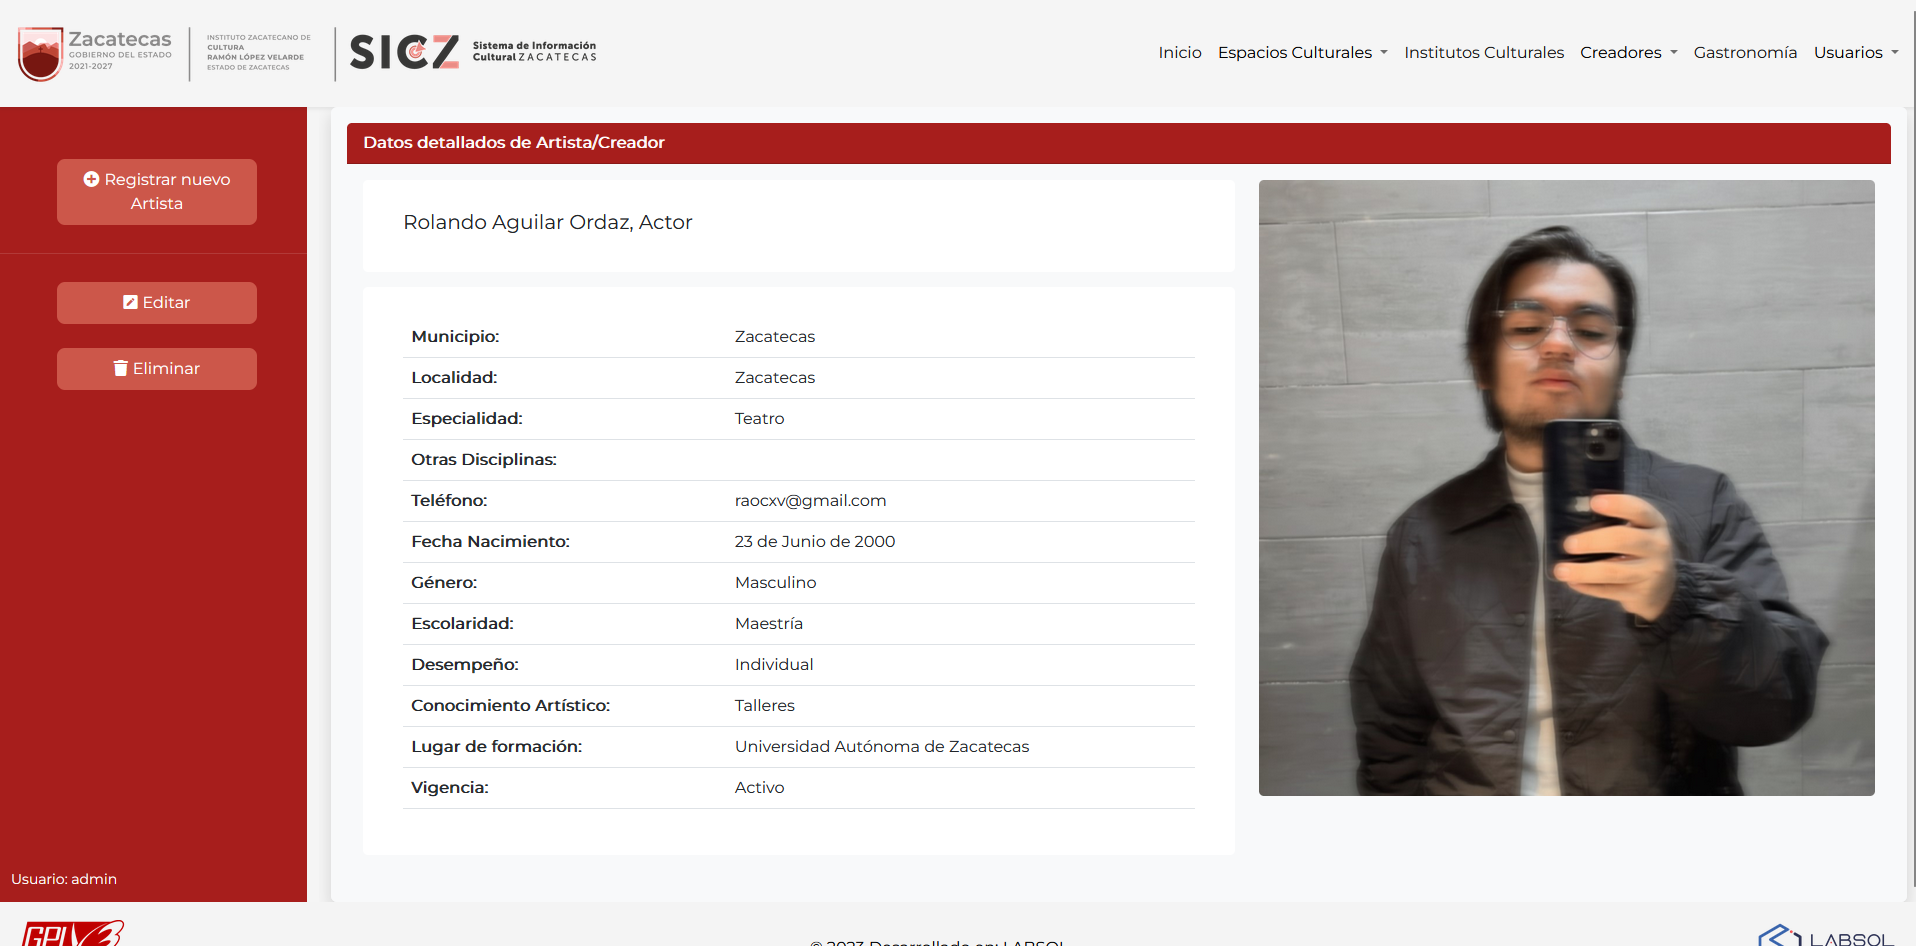 Zacatecas
GOBIERNO DEL ESTADO
2021-2027
INSTITUTO ZACATECANO DE
CULTURA
RAMÓN LÓPEZ VELARDE
ESTADO DE ZACATECAS
SICZ
Sistema de Información
Cultural ZACATECAS
Inicio Espacios Culturales Institutos Culturales Creadores Gastronomía Usuarios
Registrar nuevo
Artista
Editar
Eliminar
Usuario: admin
Datos detallados de Artista/Creador
Rolando Aguilar Ordaz, Actor
Municipio: Zacatecas
Localidad: Zacatecas
Especialidad: Teatro
Otras Disciplinas:
Teléfono: raocxv@gmail.com
Fecha Nacimiento: 23 de Junio de 2000
Género: Masculino
Escolaridad: Maestría
Desempeño: Individual
Conocimiento Artístico: Talleres
Lugar de formación: Universidad Autónoma de Zacatecas
Vigencia: Activo
GPLv3
© 2023 Desarrollado en: LABSOL
LABSOL